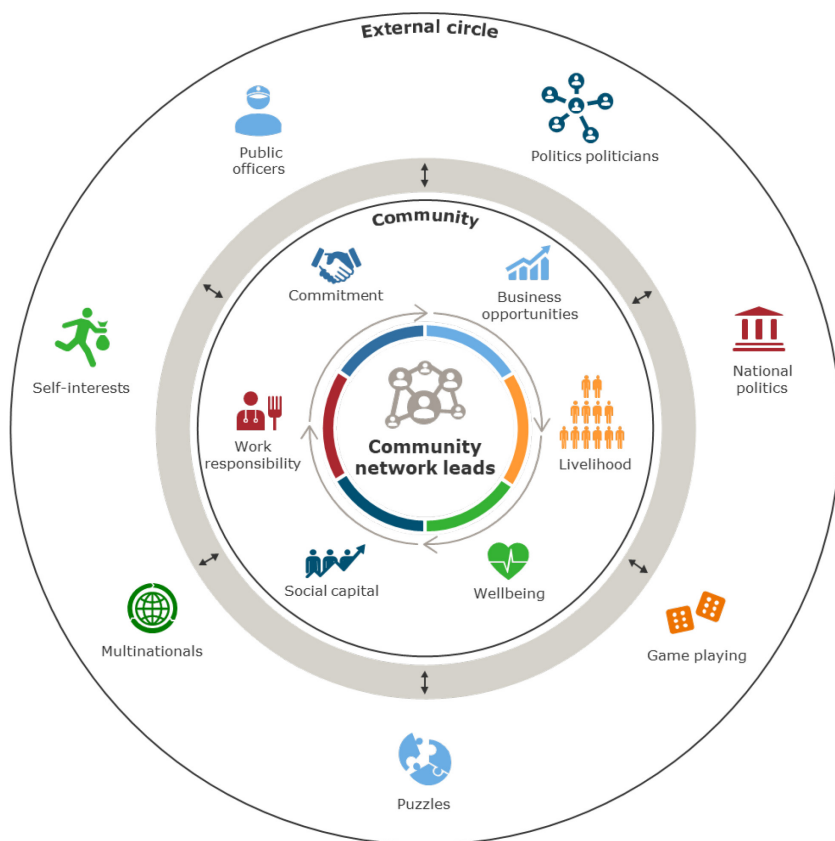 External circle
Public
officers
Politics politicians
Community
Commitment
Business
opportunities
Self-interests
National
politics
Work
responsibility
Community
network leads
Livelihood
Social capital
Wellbeing
Multinationals
Game playing
Puzzles